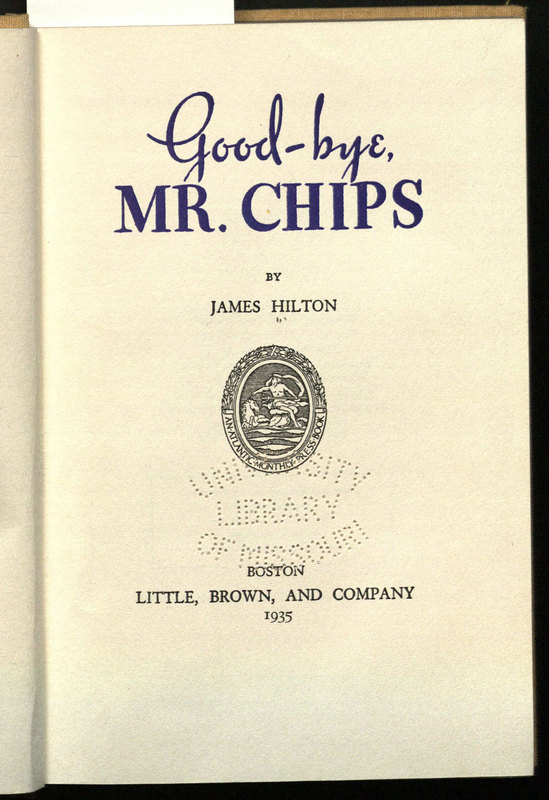 Good-bye,
MR. CHIPS
BY
JAMES HILTON
AN·ATLANTIC·MONTHLY·PRESS·BOOK
UNIVERSITY
LIBRARY
OF MISSOURI
BOSTON
LITTLE, BROWN, AND COMPANY
1935